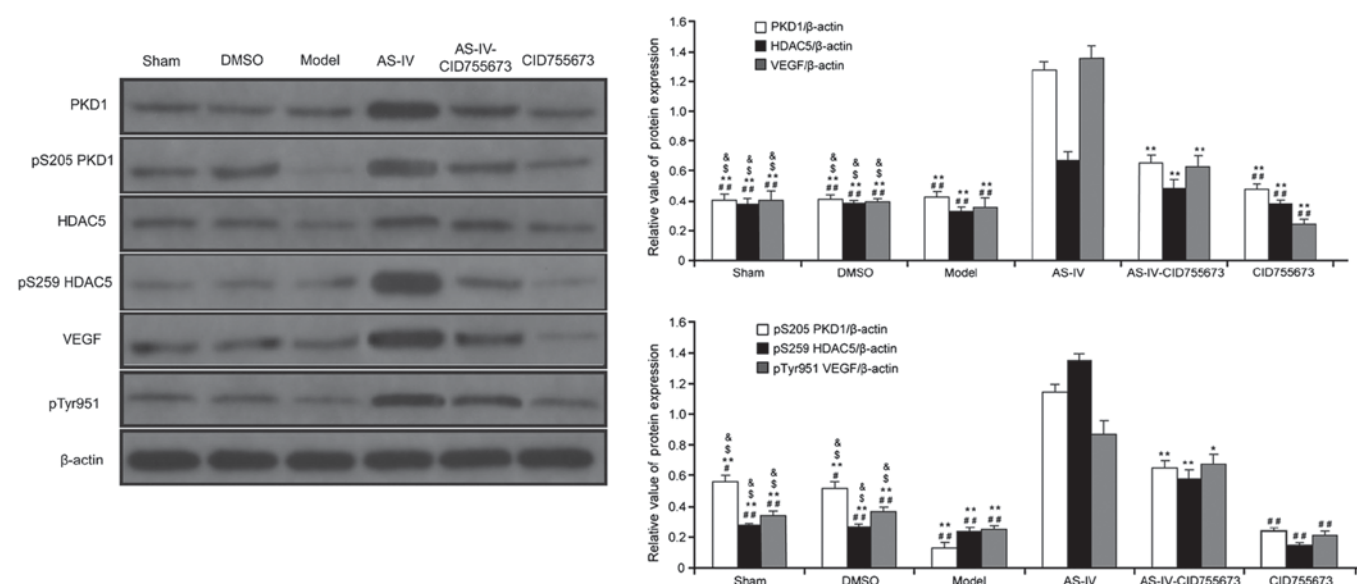 Sham DMSO Model AS-IV AS-IV-CID755673 CID755673
PKD1
pS205 PKD1
HDAC5
pS259 HDAC5
VEGF
pTyr951
β-actin
Relative value of protein expression
1.6
1.4
1.2
1.0
0.8
0.6
0.4
0.2
0
PKD1/β-actin
HDAC5/β-actin
VEGF/β-actin
& & & & & &
$ $ $ $ $ $
** ** ** ** ** ** ** ** ** ** ** ** ** ** **
## ## ## ## ## ## ## ## ## ## ## ##
Sham DMSO Model AS-IV AS-IV-CID755673 CID755673
Relative value of protein expression
1.6
1.4
1.2
1.0
0.8
0.6
0.4
0.2
0
pS205 PKD1/β-actin
pS259 HDAC5/β-actin
pTyr951 VEGF/β-actin
& & & & & &
$ $ $ $ $ $
** ** ** ** ** ** ** ** ** ** ** *
# ## ## # ## ## ## ## ## ## ## ##
Sham DMSO Model AS-IV AS-IV-CID755673 CID755673